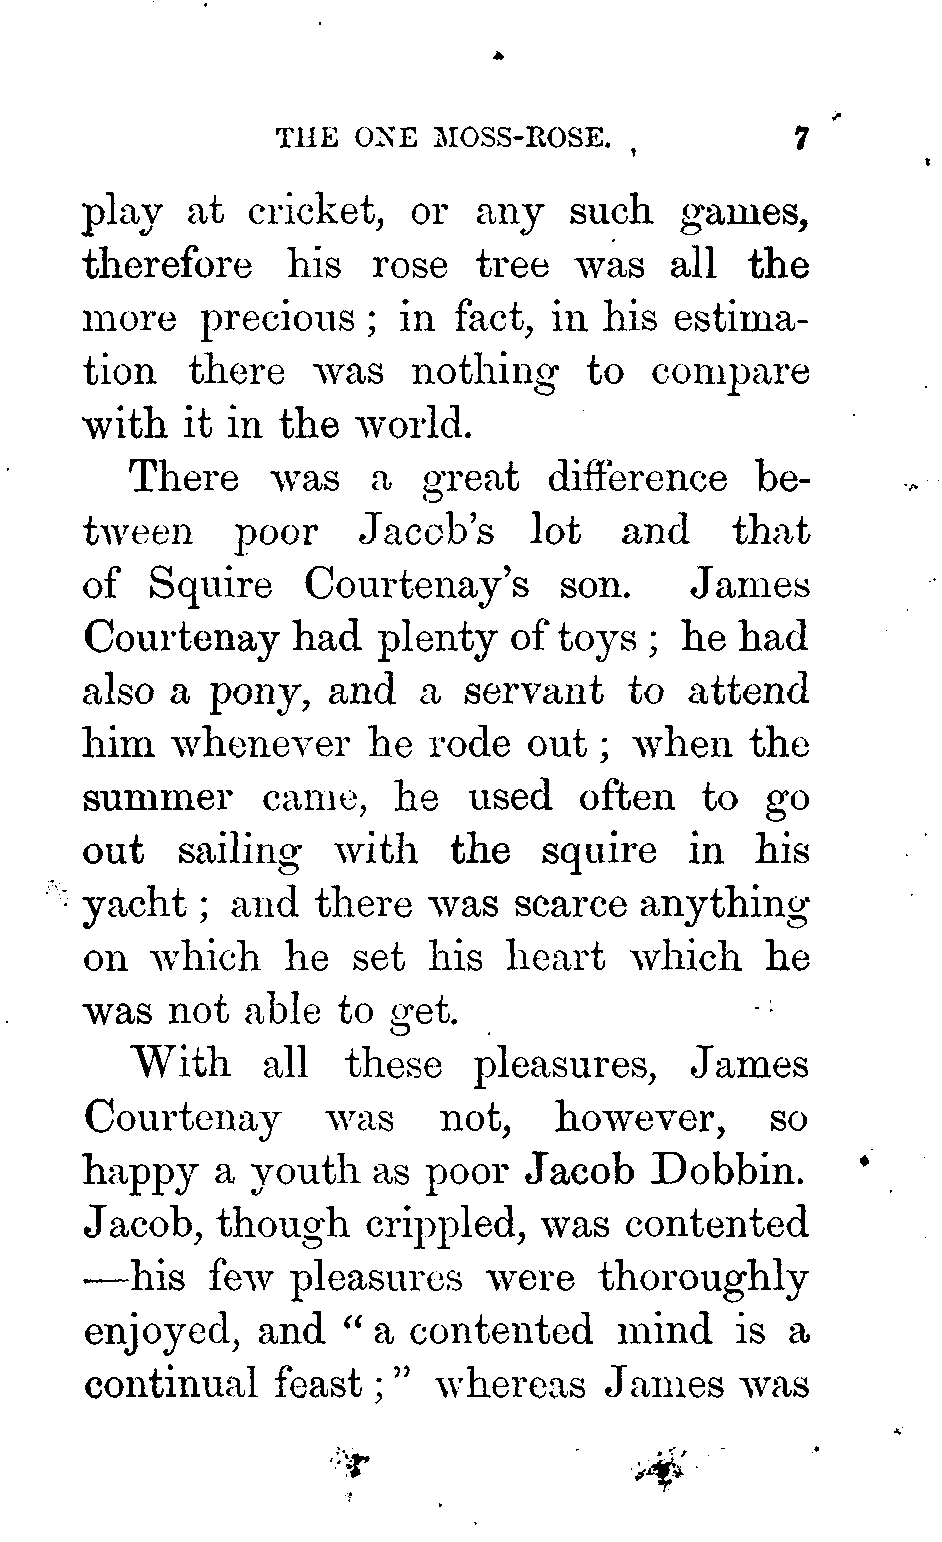 THE ONE MOSS-ROSE. 7
play at cricket, or any such games,
therefore his rose tree was all the
more precious ; in fact, in his estima-
tion there was nothing to compare
with it in the world.
There was a great difference be-
tween poor Jacob's lot and that
of Squire Courtenay's son. James
Courtenay had plenty of toys ; he had
also a pony, and a servant to attend
him whenever he rode out ; when the
summer came, he used often to go
out sailing with the squire in his
yacht ; and there was scarce anything
on which he set his heart which he
was not able to get.
With all these pleasures, James
Courtenay was not, however, so
happy a youth as poor Jacob Dobbin.
Jacob, though crippled, was contented
—his few pleasures were thoroughly
enjoyed, and " a contented mind is a
continual feast ; " whereas James was